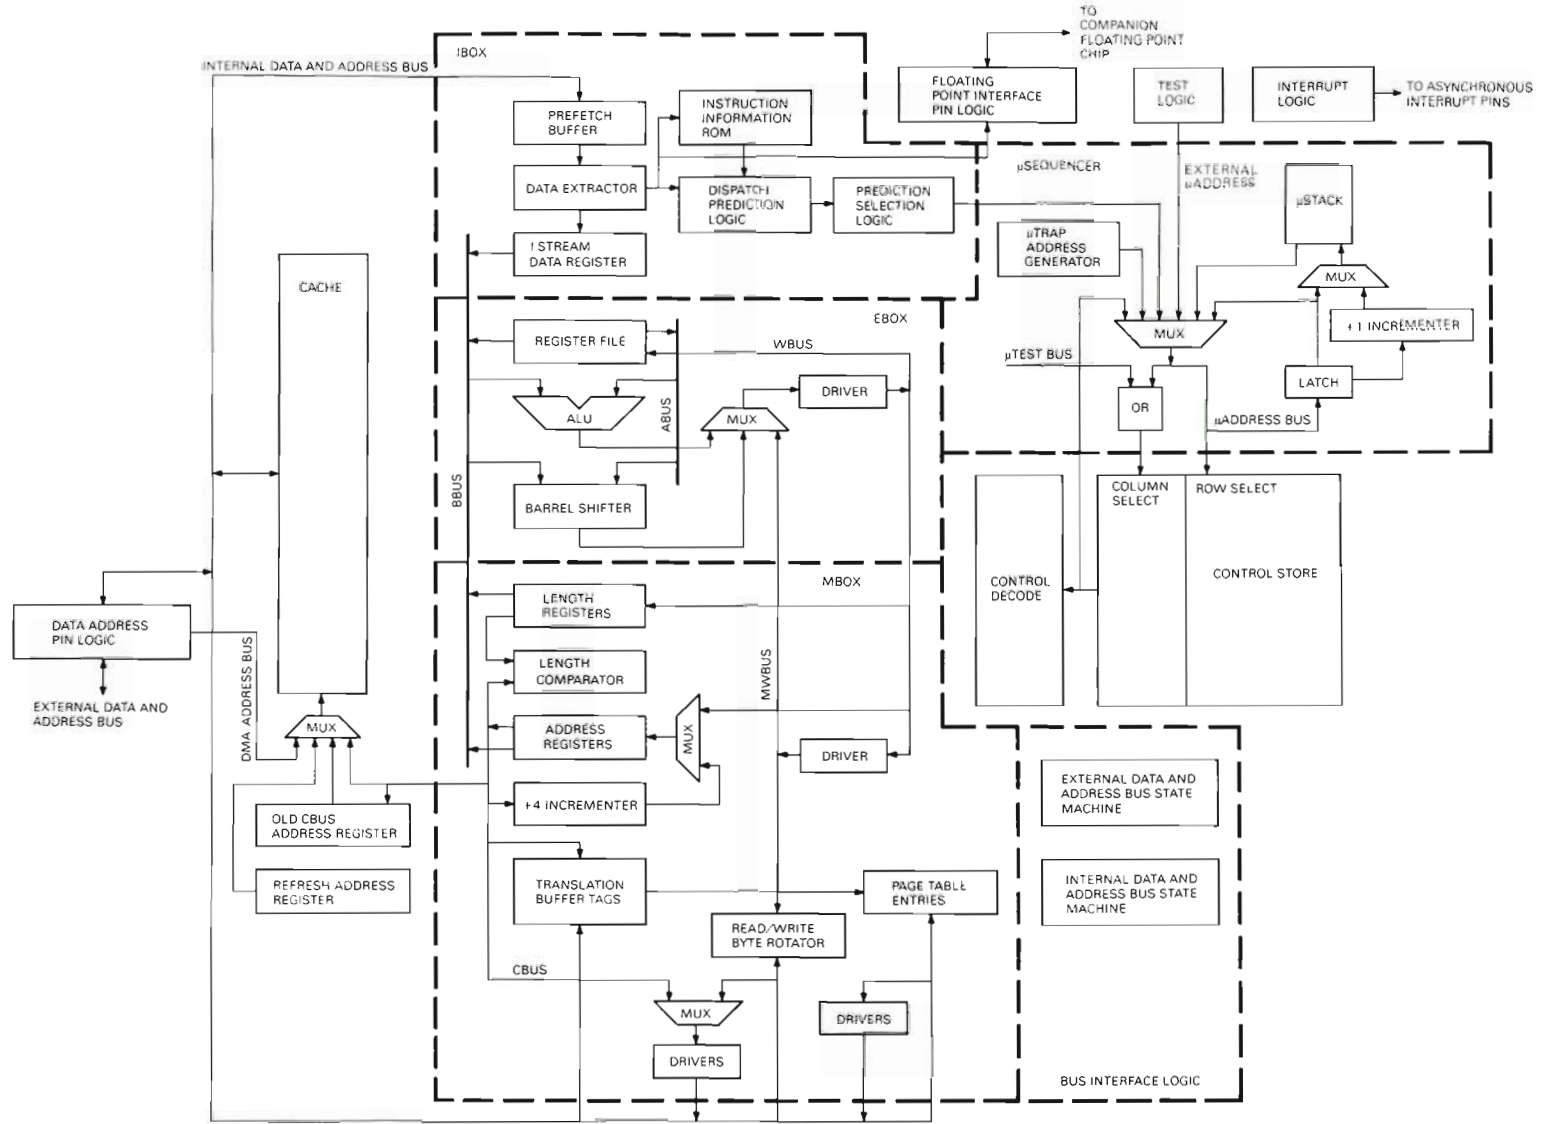 TO
COMPANION
FLOATING POINT
CHIP
IBOX
INTERNAL DATA AND ADDRESS BUS
PREFETCH
BUFFER
INSTRUCTION
INFORMATION
ROM
FLOATING
POINT INTERFACE
PIN LOGIC
TEST
LOGIC
INTERRUPT
LOGIC
TO ASYNCHRONOUS
INTERRUPT PINS
DATA EXTRACTOR
DISPATCH
PREDICTION
LOGIC
PREDICTION
SELECTION
LOGIC
I STREAM
DATA REGISTER
µSEQUENCER
EXTERNAL
µADDRESS
µSTACK
µTRAP
ADDRESS
GENERATOR
MUX
+1 INCREMENTER
MUX
µTEST BUS
LATCH
OR
µADDRESS BUS
CACHE
EBOX
REGISTER FILE
WBUS
DRIVER
ALU
ABUS
MUX
BBUS
BARREL SHIFTER
COLUMN
SELECT
ROW SELECT
CONTROL
DECODE
CONTROL STORE
MBOX
LENGTH
REGISTERS
LENGTH
COMPARATOR
MWBUS
ADDRESS
REGISTERS
MUX
DRIVER
+4 INCREMENTER
DATA ADDRESS
PIN LOGIC
DMA ADDRESS BUS
EXTERNAL DATA AND
ADDRESS BUS
MUX
OLD CBUS
ADDRESS REGISTER
REFRESH ADDRESS
REGISTER
TRANSLATION
BUFFER TAGS
PAGE TABLE
ENTRIES
READ/WRITE
BYTE ROTATOR
CBUS
MUX
DRIVERS
DRIVERS
EXTERNAL DATA AND
ADDRESS BUS STATE
MACHINE
INTERNAL DATA AND
ADDRESS BUS STATE
MACHINE
BUS INTERFACE LOGIC